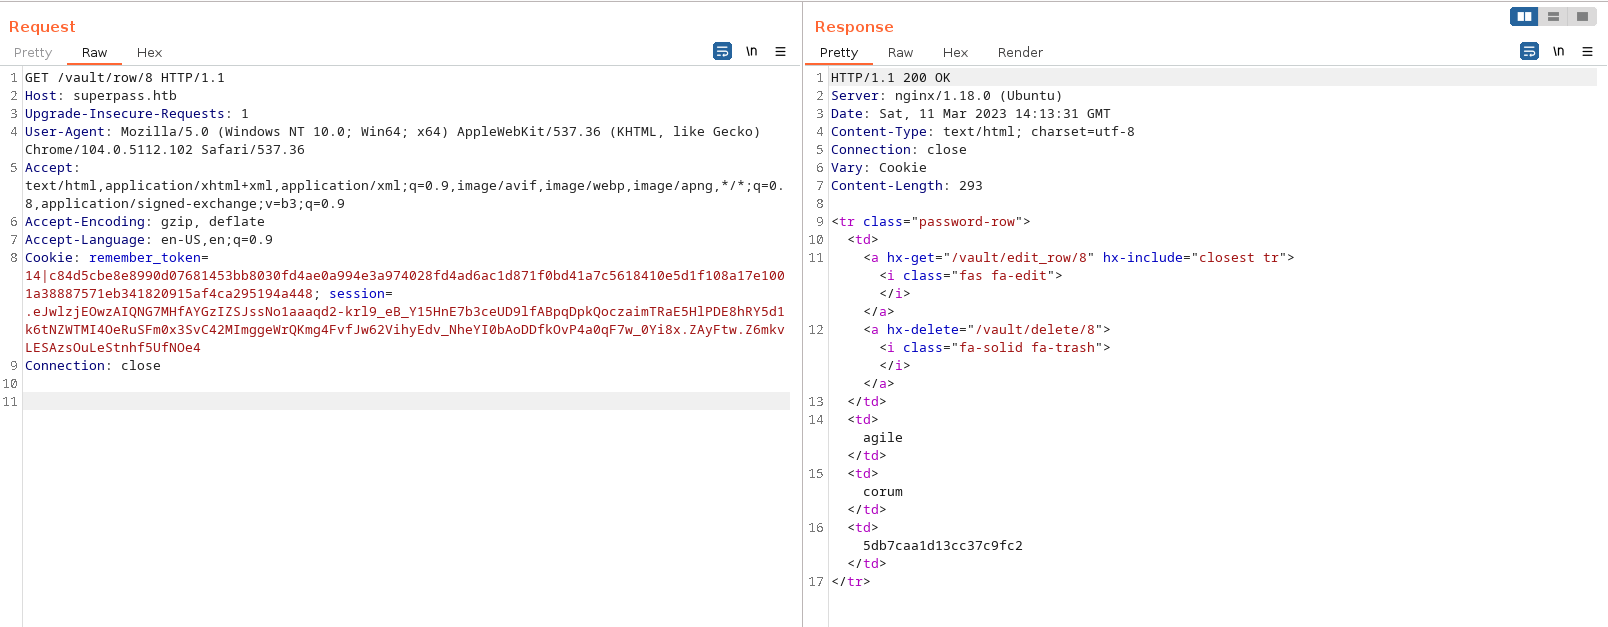 Request
Pretty Raw Hex \n
1 GET /vault/row/8 HTTP/1.1
2 Host: superpass.htb
3 Upgrade-Insecure-Requests: 1
4 User-Agent: Mozilla/5.0 (Windows NT 10.0; Win64; x64) AppleWebKit/537.36 (KHTML, like Gecko)
Chrome/104.0.5112.102 Safari/537.36
5 Accept:
text/html,application/xhtml+xml,application/xml;q=0.9,image/avif,image/webp,image/apng,*/*;q=0.
8,application/signed-exchange;v=b3;q=0.9
6 Accept-Encoding: gzip, deflate
7 Accept-Language: en-US,en;q=0.9
8 Cookie: remember_token=
14|c84d5cbe8e8990d07681453bb8030fd4ae0a994e3a974028fd4ad6ac1d871f0bd41a7c5618410e5d1f108a17e100
1a38887571eb341820915af4ca295194a448; session=
.eJwlzjEOwzAIQNG7MHfAYGzIZSJssNo1aaaqd2-krl9_eB_Y15HnE7b3ceUD9lfABpqDpkQoczaimTRaE5HlPDE8hRY5d1
k6tNZWTMI4OeRuSFm0x3SvC42MImggeWrQKmg4FvfJw62VihyEdv_NheYI0bAoDDfkOvP4a0qF7w_0Yi8x.ZAyFtw.Z6mkv
LESAzsOuLeStnhf5UfNOe4
9 Connection: close
10
11
Response
Pretty Raw Hex Render \n
1 HTTP/1.1 200 OK
2 Server: nginx/1.18.0 (Ubuntu)
3 Date: Sat, 11 Mar 2023 14:13:31 GMT
4 Content-Type: text/html; charset=utf-8
5 Connection: close
6 Vary: Cookie
7 Content-Length: 293
8
9 <tr class="password-row">
10 <td>
11 <a hx-get="/vault/edit_row/8" hx-include="closest tr">
<i class="fas fa-edit">
</i>
</a>
12 <a hx-delete="/vault/delete/8">
<i class="fa-solid fa-trash">
</i>
</a>
13 </td>
14 <td>
agile
</td>
15 <td>
corum
</td>
16 <td>
5db7caa1d13cc37c9fc2
</td>
17 </tr>